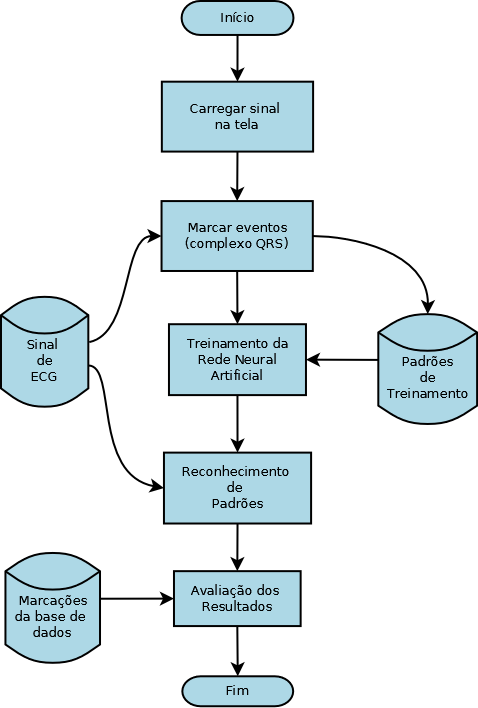 Início
Carregar sinal
na tela
Marcar eventos
(complexo QRS)
Sinal
de
ECG
Treinamento da
Rede Neural
Artificial
Padrões
de
Treinamento
Reconhecimento
de
Padrões
Marcações
da base de
dados
Avaliação dos
Resultados
Fim